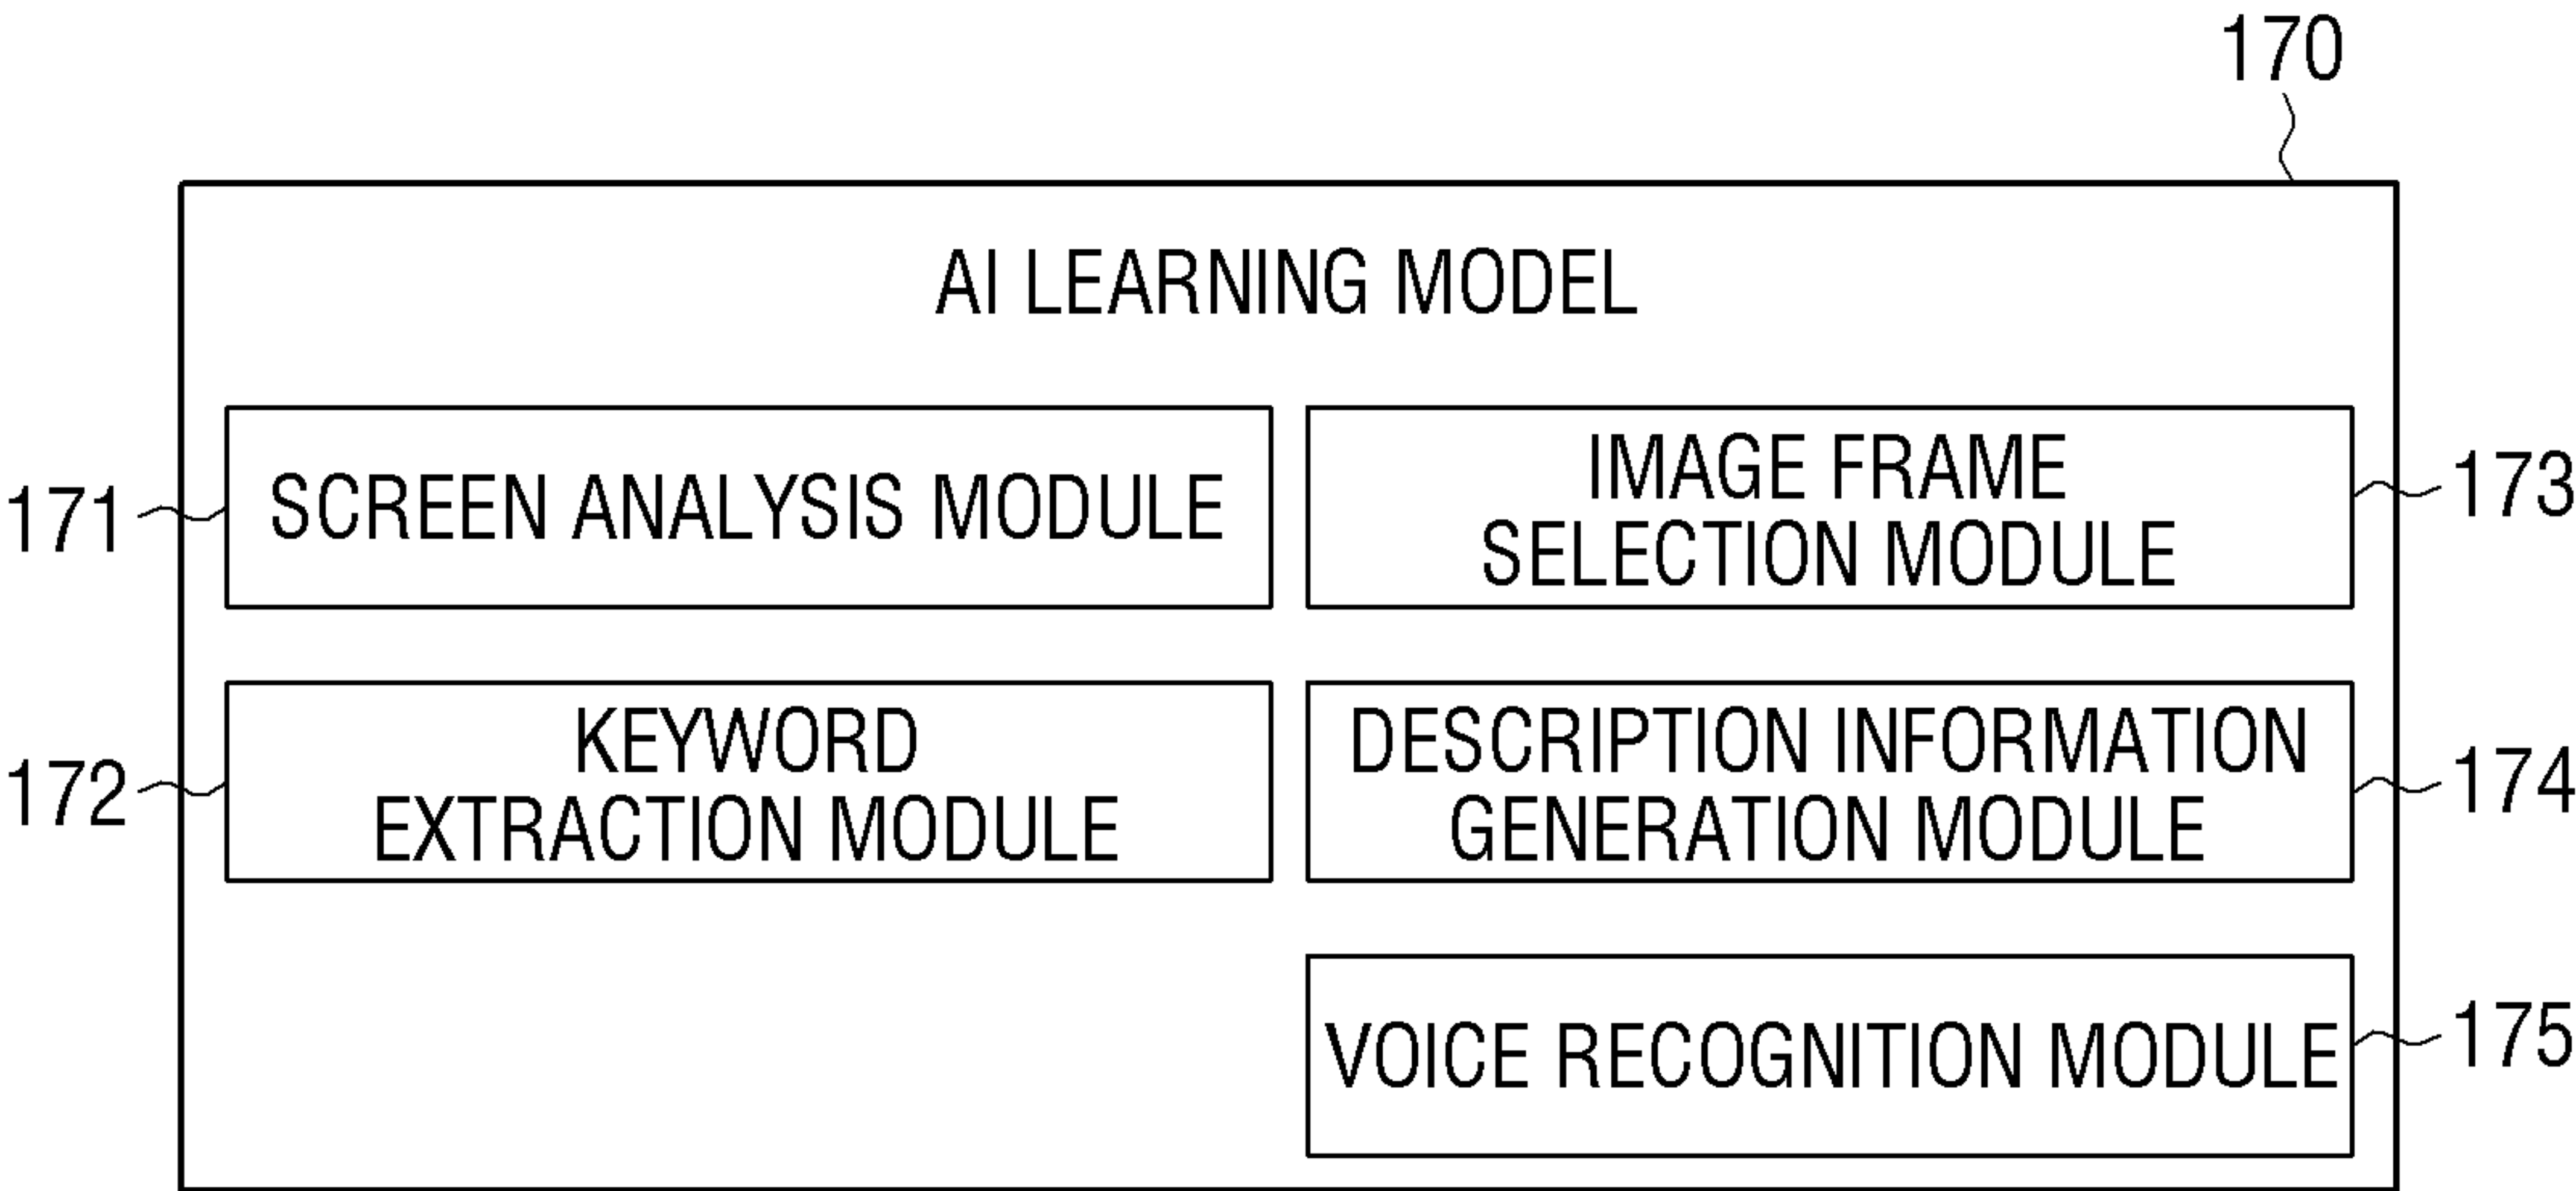 170
AI LEARNING MODEL
171
SCREEN ANALYSIS MODULE
IMAGE FRAME
SELECTION MODULE
173
172
KEYWORD
EXTRACTION MODULE
DESCRIPTION INFORMATION
GENERATION MODULE
174
VOICE RECOGNITION MODULE
175